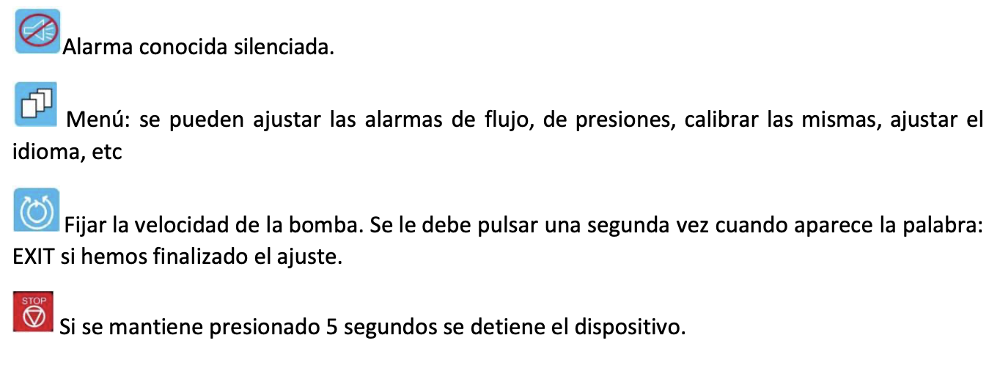 Alarma conocida silenciada.
Menú: se pueden ajustar las alarmas de flujo, de presiones, calibrar las mismas, ajustar el
idioma, etc
Fijar la velocidad de la bomba. Se le debe pulsar una segunda vez cuando aparece la palabra:
EXIT si hemos finalizado el ajuste.
STOP
Si se mantiene presionado 5 segundos se detiene el dispositivo.